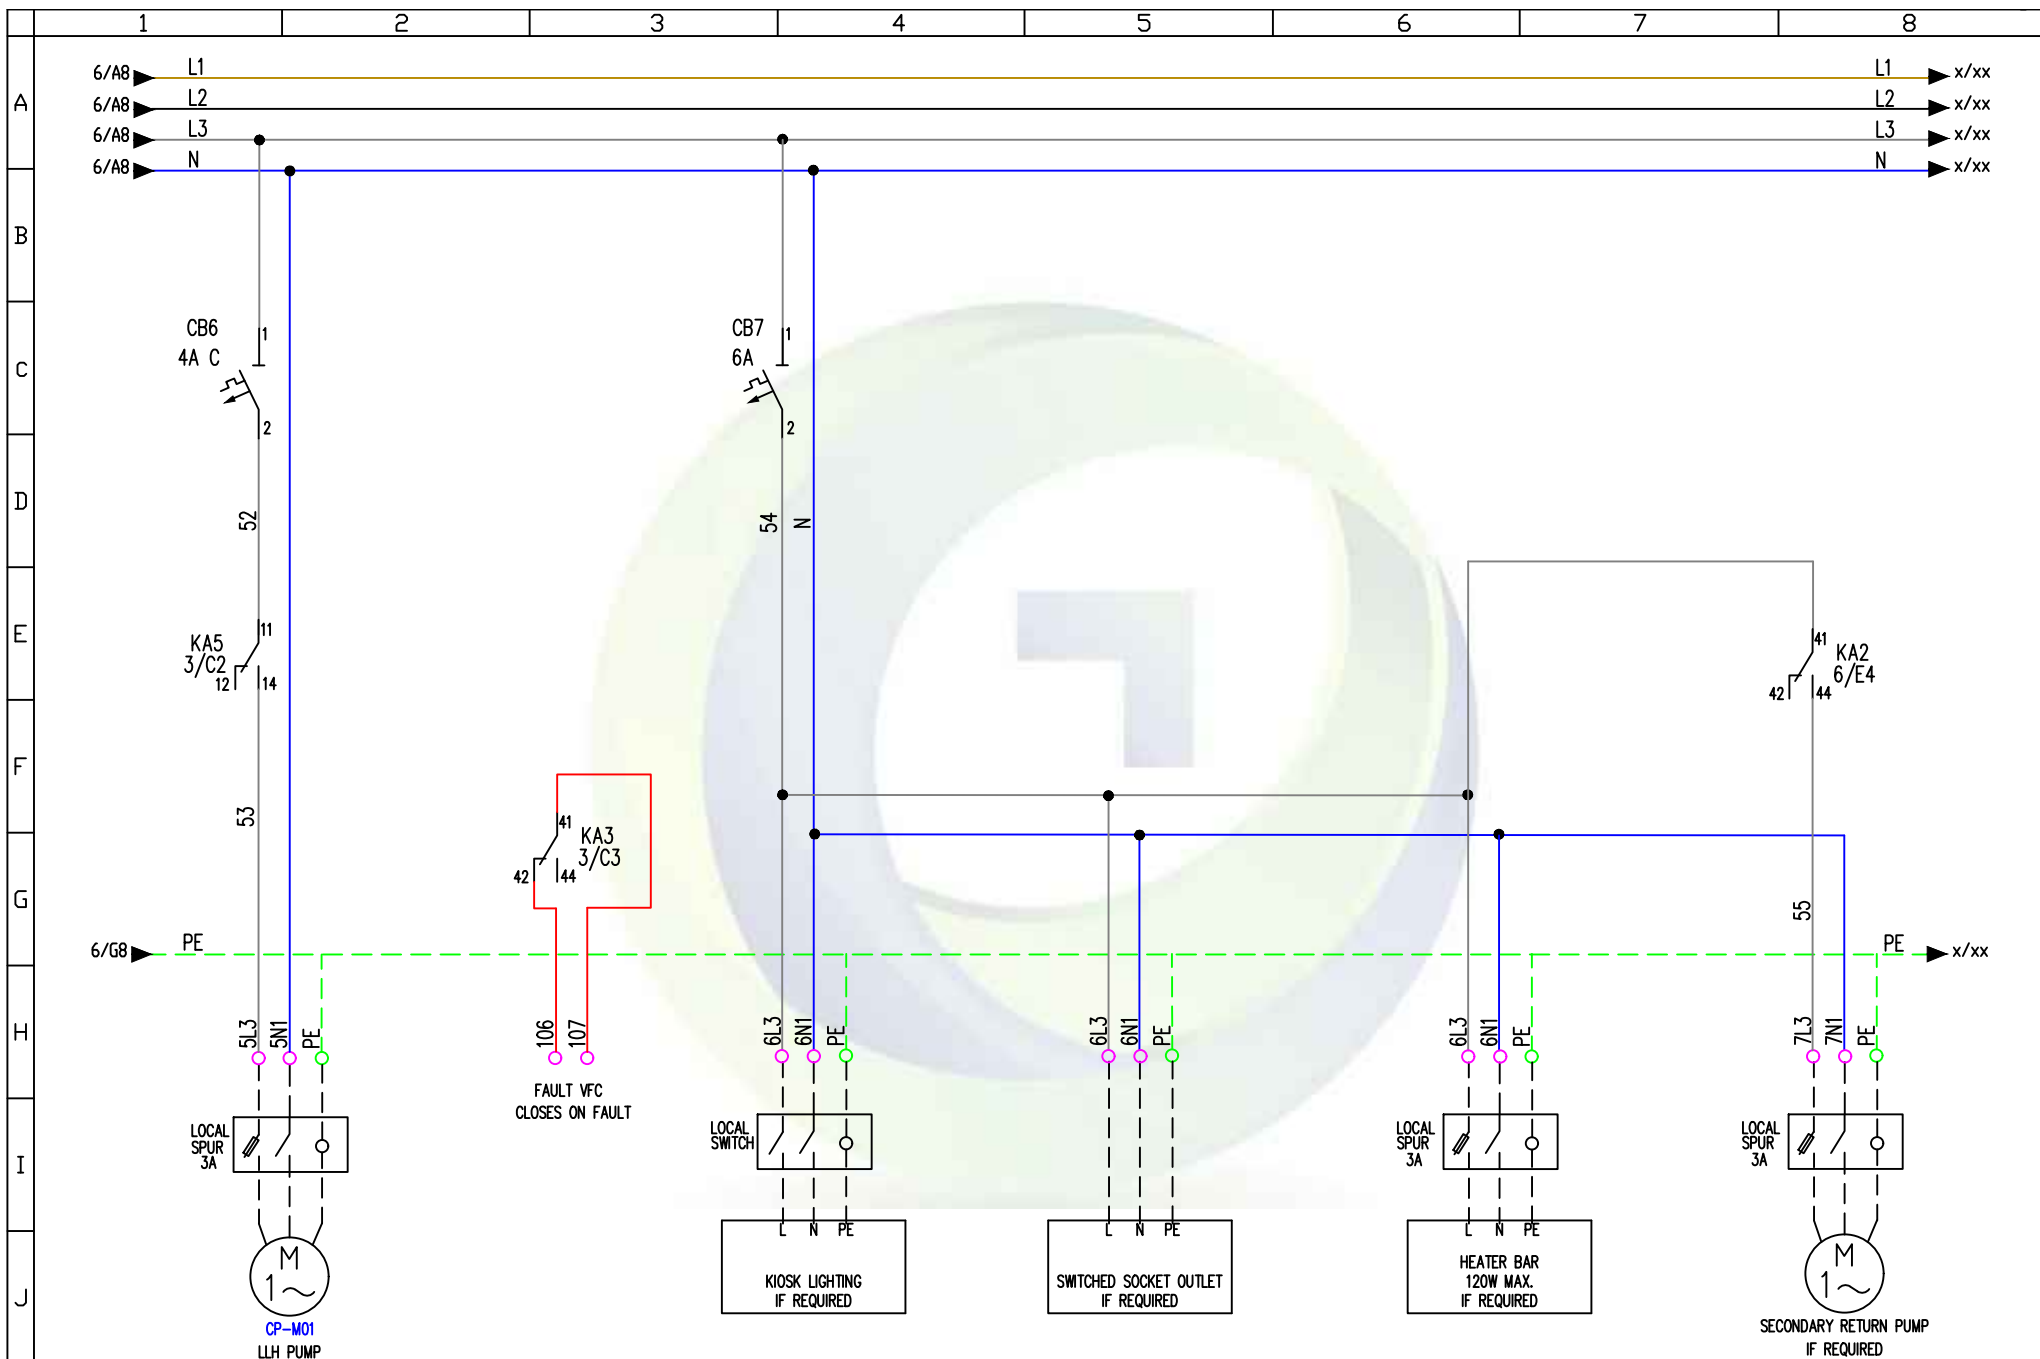 1 2 3 4 5 6 7 8
A
B
C
D
E
F
G
H
I
J
6/A8 L1 L1 x/xx
6/A8 L2 L2 x/xx
6/A8 L3 L3 x/xx
6/A8 N N x/xx
CB6
4A C
1
2
CB7
6A
1
2
52
54
N
KA5
3/C2
11
12
14
41
KA2
6/E4
42
44
53
41
KA3
3/C3
42
44
55
6/G8 PE PE x/xx
5L3
5N1
PE
106
107
6L3
6N1
PE
6L3
6N1
PE
6L3
6N1
PE
7L3
7N1
PE
FAULT VFC
CLOSES ON FAULT
LOCAL
SPUR
3A
LOCAL
SWITCH
LOCAL
SPUR
3A
LOCAL
SPUR
3A
M
1~
CP-M01
LLH PUMP
L N PE
KIOSK LIGHTING
IF REQUIRED
L N PE
SWITCHED SOCKET OUTLET
IF REQUIRED
L N PE
HEATER BAR
120W MAX.
IF REQUIRED
M
1~
SECONDARY RETURN PUMP
IF REQUIRED